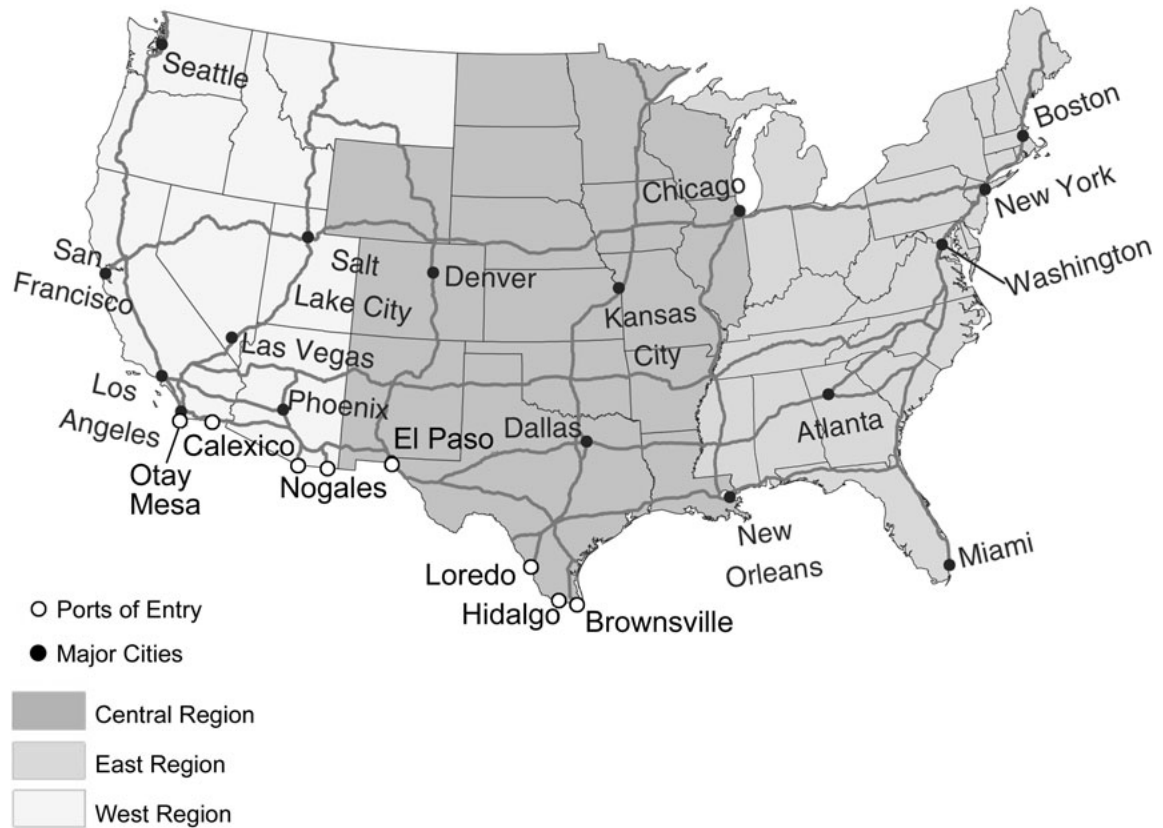 Seattle
Boston
Chicago
New York
San
Francisco
Salt
Lake City
Denver
Washington
Kansas
City
Las Vegas
Los
Angeles
Phoenix
Atlanta
Dallas
El Paso
Calexico
Otay
Mesa
Nogales
New
Orleans
Miami
Loredo
Hidalgo
Brownsville
Ports of Entry
Major Cities
Central Region
East Region
West Region